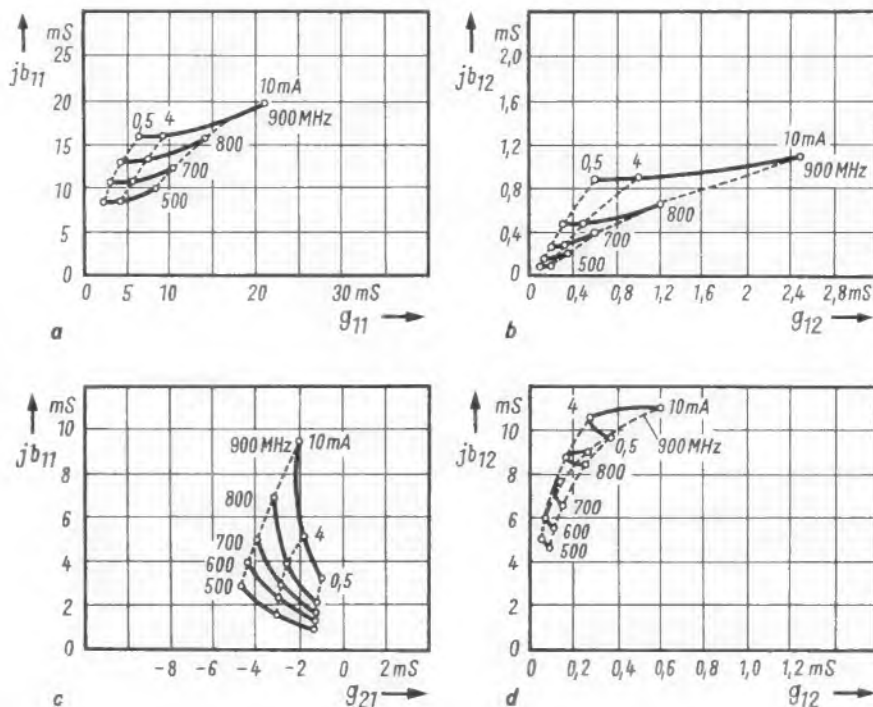 mS
jb11
25
20
15
10
5
0
0,5
4
10mA
900MHz
800
700
500
0 5 10 20 30 mS
g11
a
mS
jb12
2,0
1,6
1,2
0,8
0,4
0
0,5
4
10mA
900MHz
800
700
500
0 0,4 0,8 1,2 1,6 2 2,4 2,8mS
g12
b
mS
jb11
10
8
6
4
2
0
900MHz
10mA
800
700
600
500
4
0,5
-8 -6 -4 -2 0 2 mS
g21
c
mS
jb12
10
8
6
4
2
0
4
10mA
0,5
900MHz
800
700
600
500
0 0,2 0,4 0,6 0,8 1,0 1,2 mS
g12
d